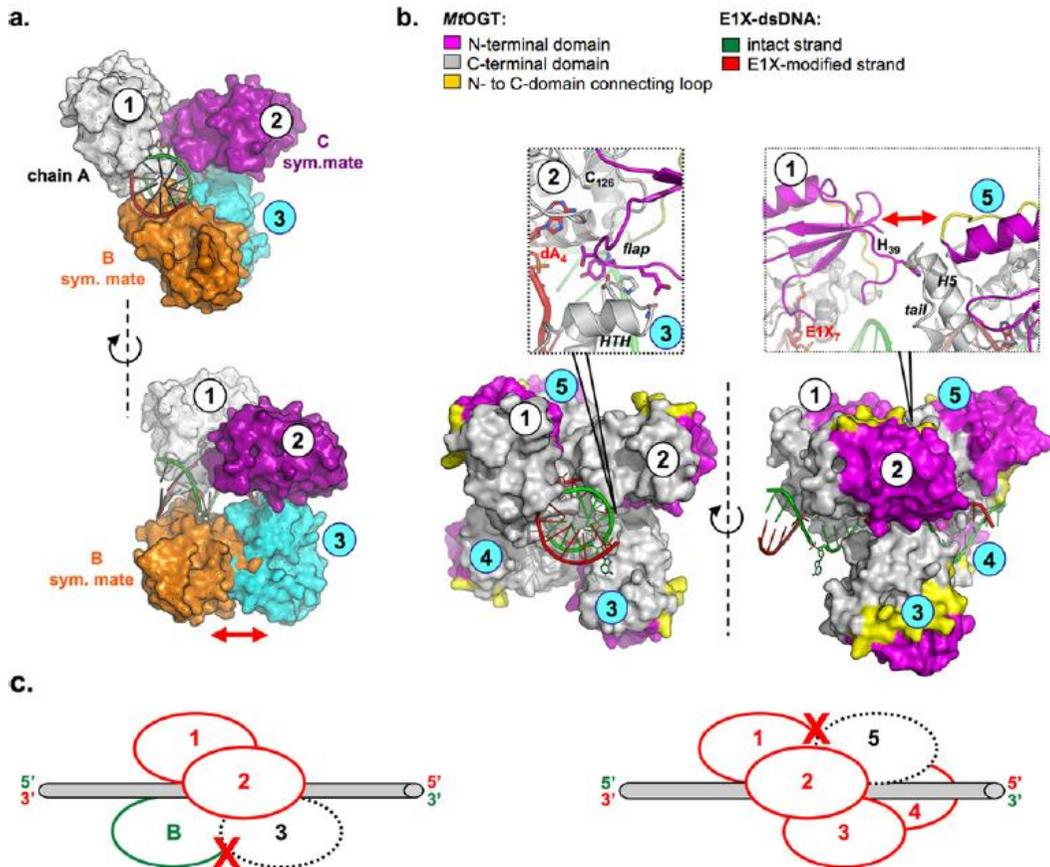 a.
1
2
C
sym.mate
chain A
3
B
sym. mate
1
2
B
sym. mate
3
b.
MtOGT:
N-terminal domain
C-terminal domain
N- to C-domain connecting loop
E1X-dsDNA:
intact strand
E1X-modified strand
2
C126
flap
dA4
HTH
3
1
5
H39
H5
tail
E1X7
5
1
2
4
3
1
5
2
4
3
c.
1
2
5'
3'
5'
3'
B
3
X
1
X
5
2
5'
3'
5'
3'
4
3